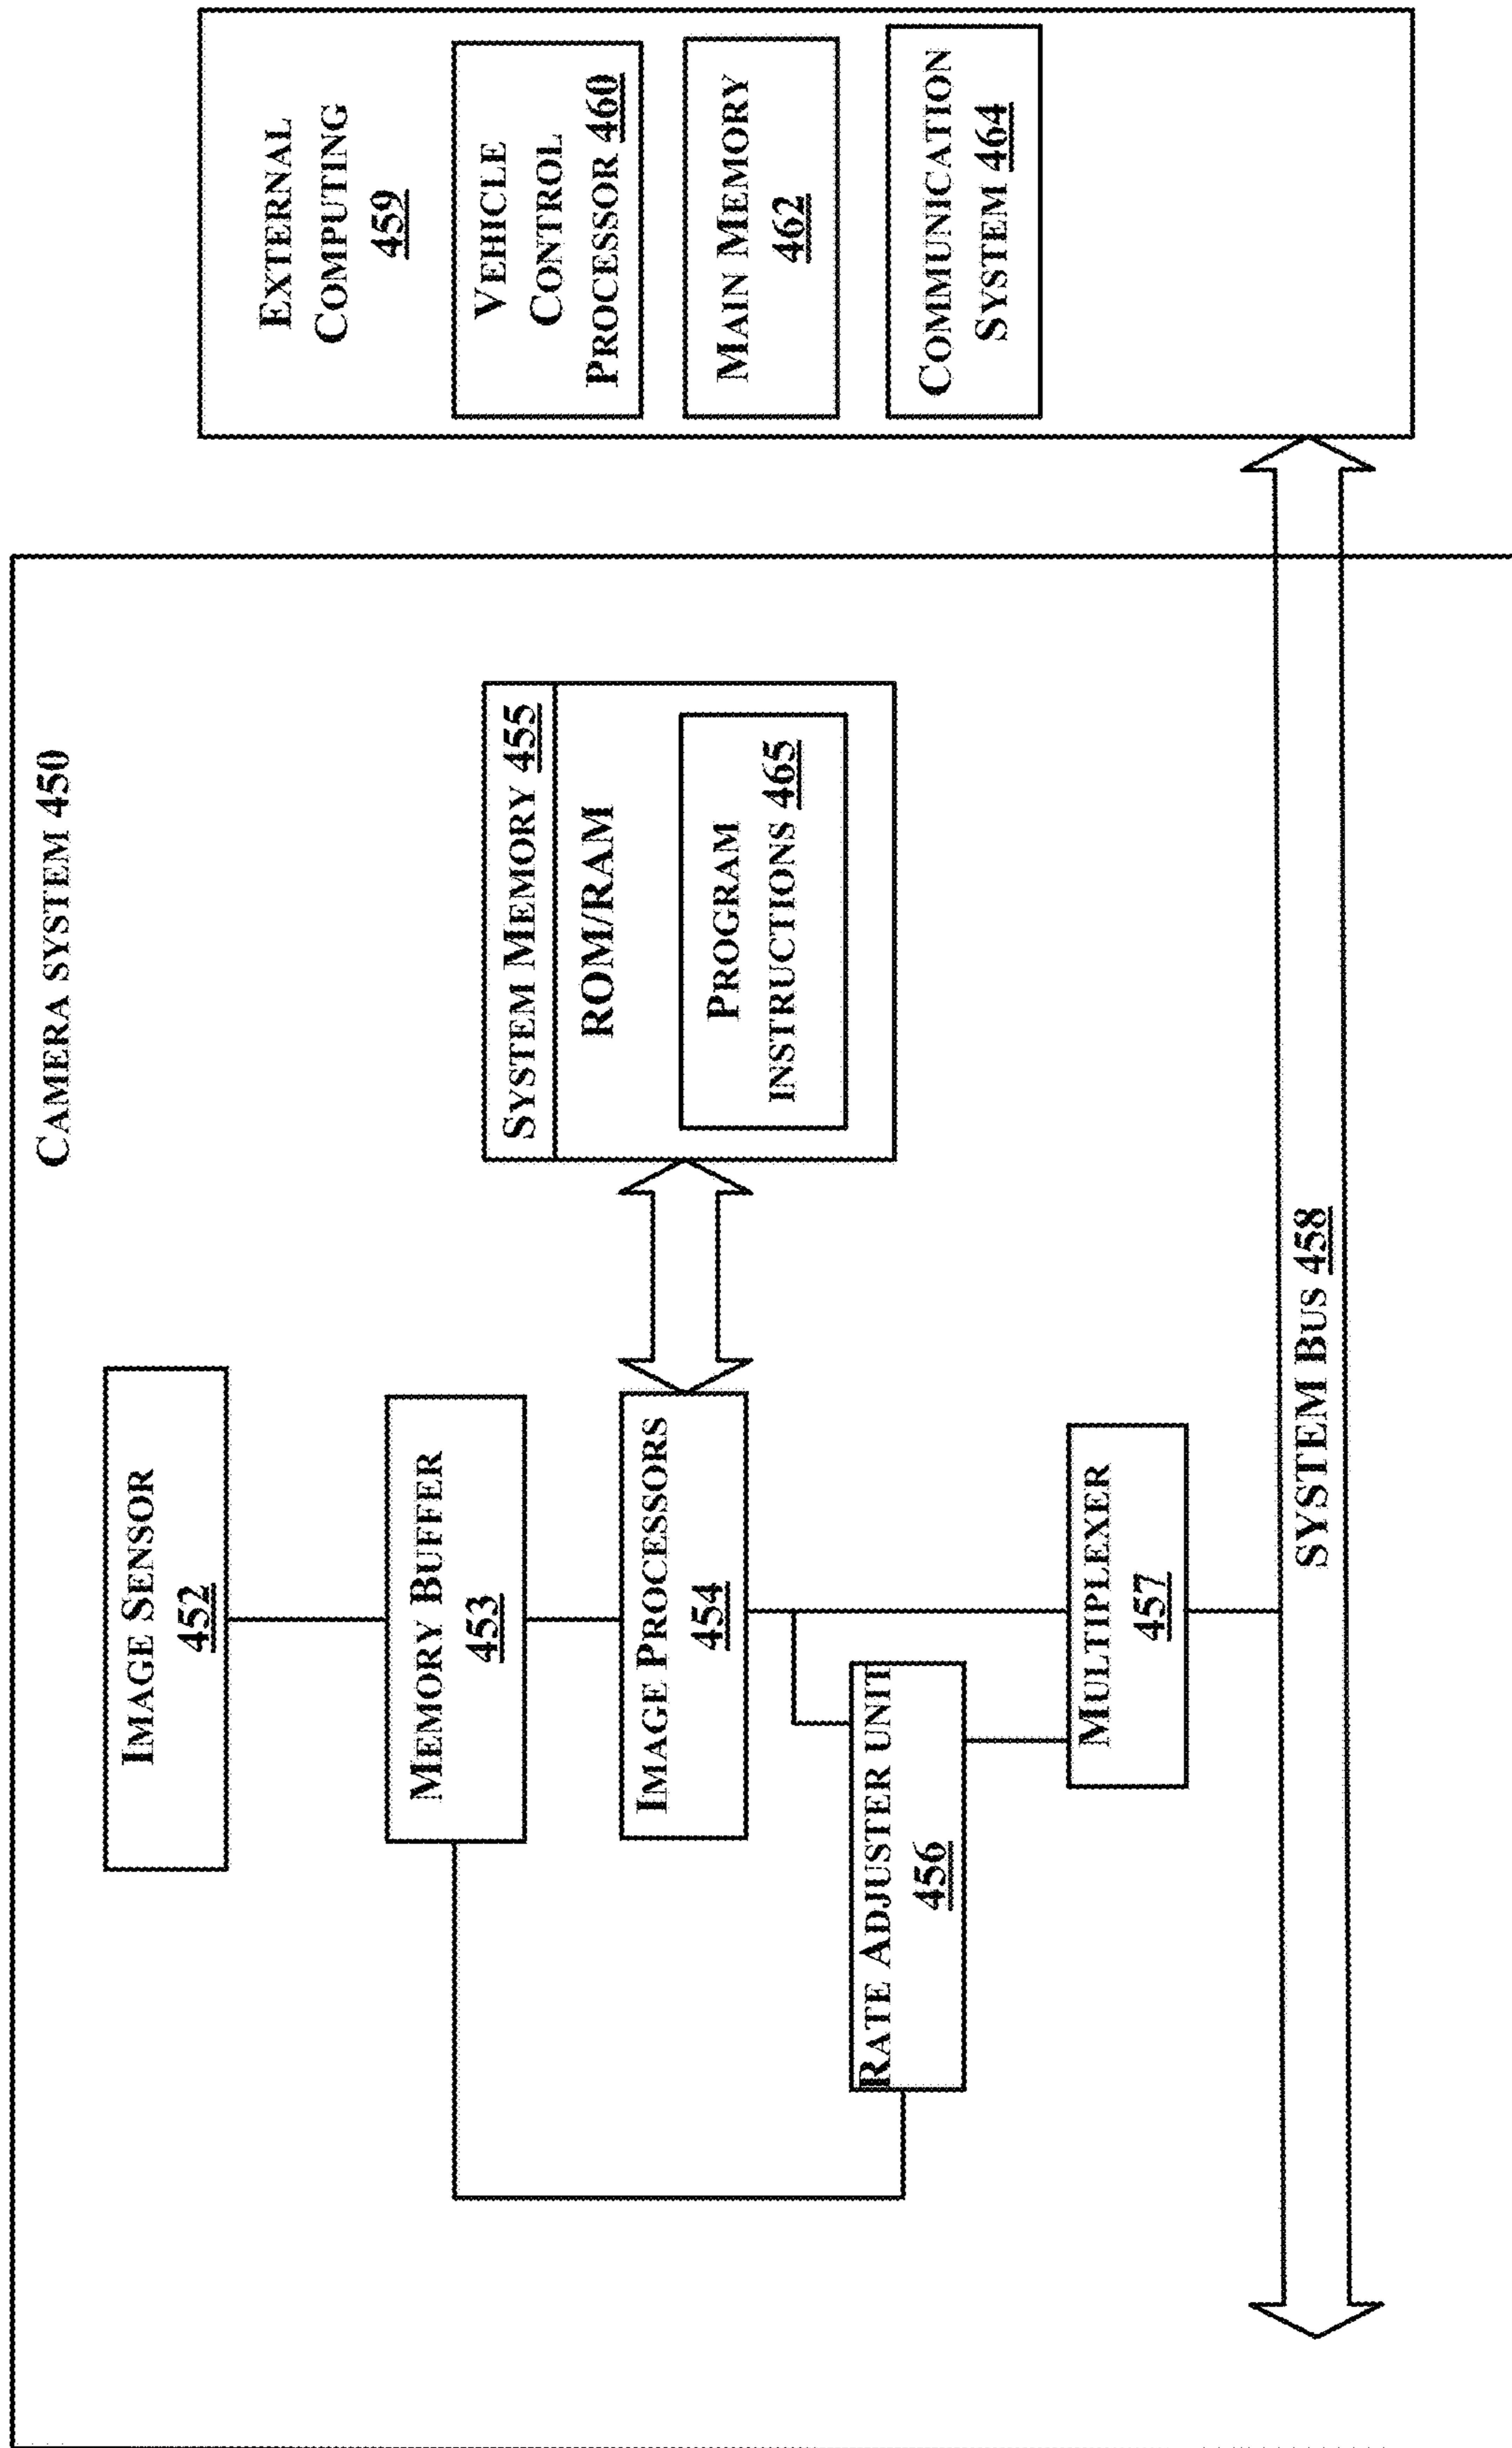 CAMERA SYSTEM 450
IMAGE SENSOR
452
MEMORY BUFFER
453
IMAGE PROCESSORS
454
RATE ADJUSTER UNIT
456
MULTIPLEXER
457
SYSTEM MEMORY 455
ROM/RAM
PROGRAM
INSTRUCTIONS 465
SYSTEM BUS 458
EXTERNAL
COMPUTING
459
VEHICLE
CONTROL
PROCESSOR 460
MAIN MEMORY
462
COMMUNICATION
SYSTEM 464